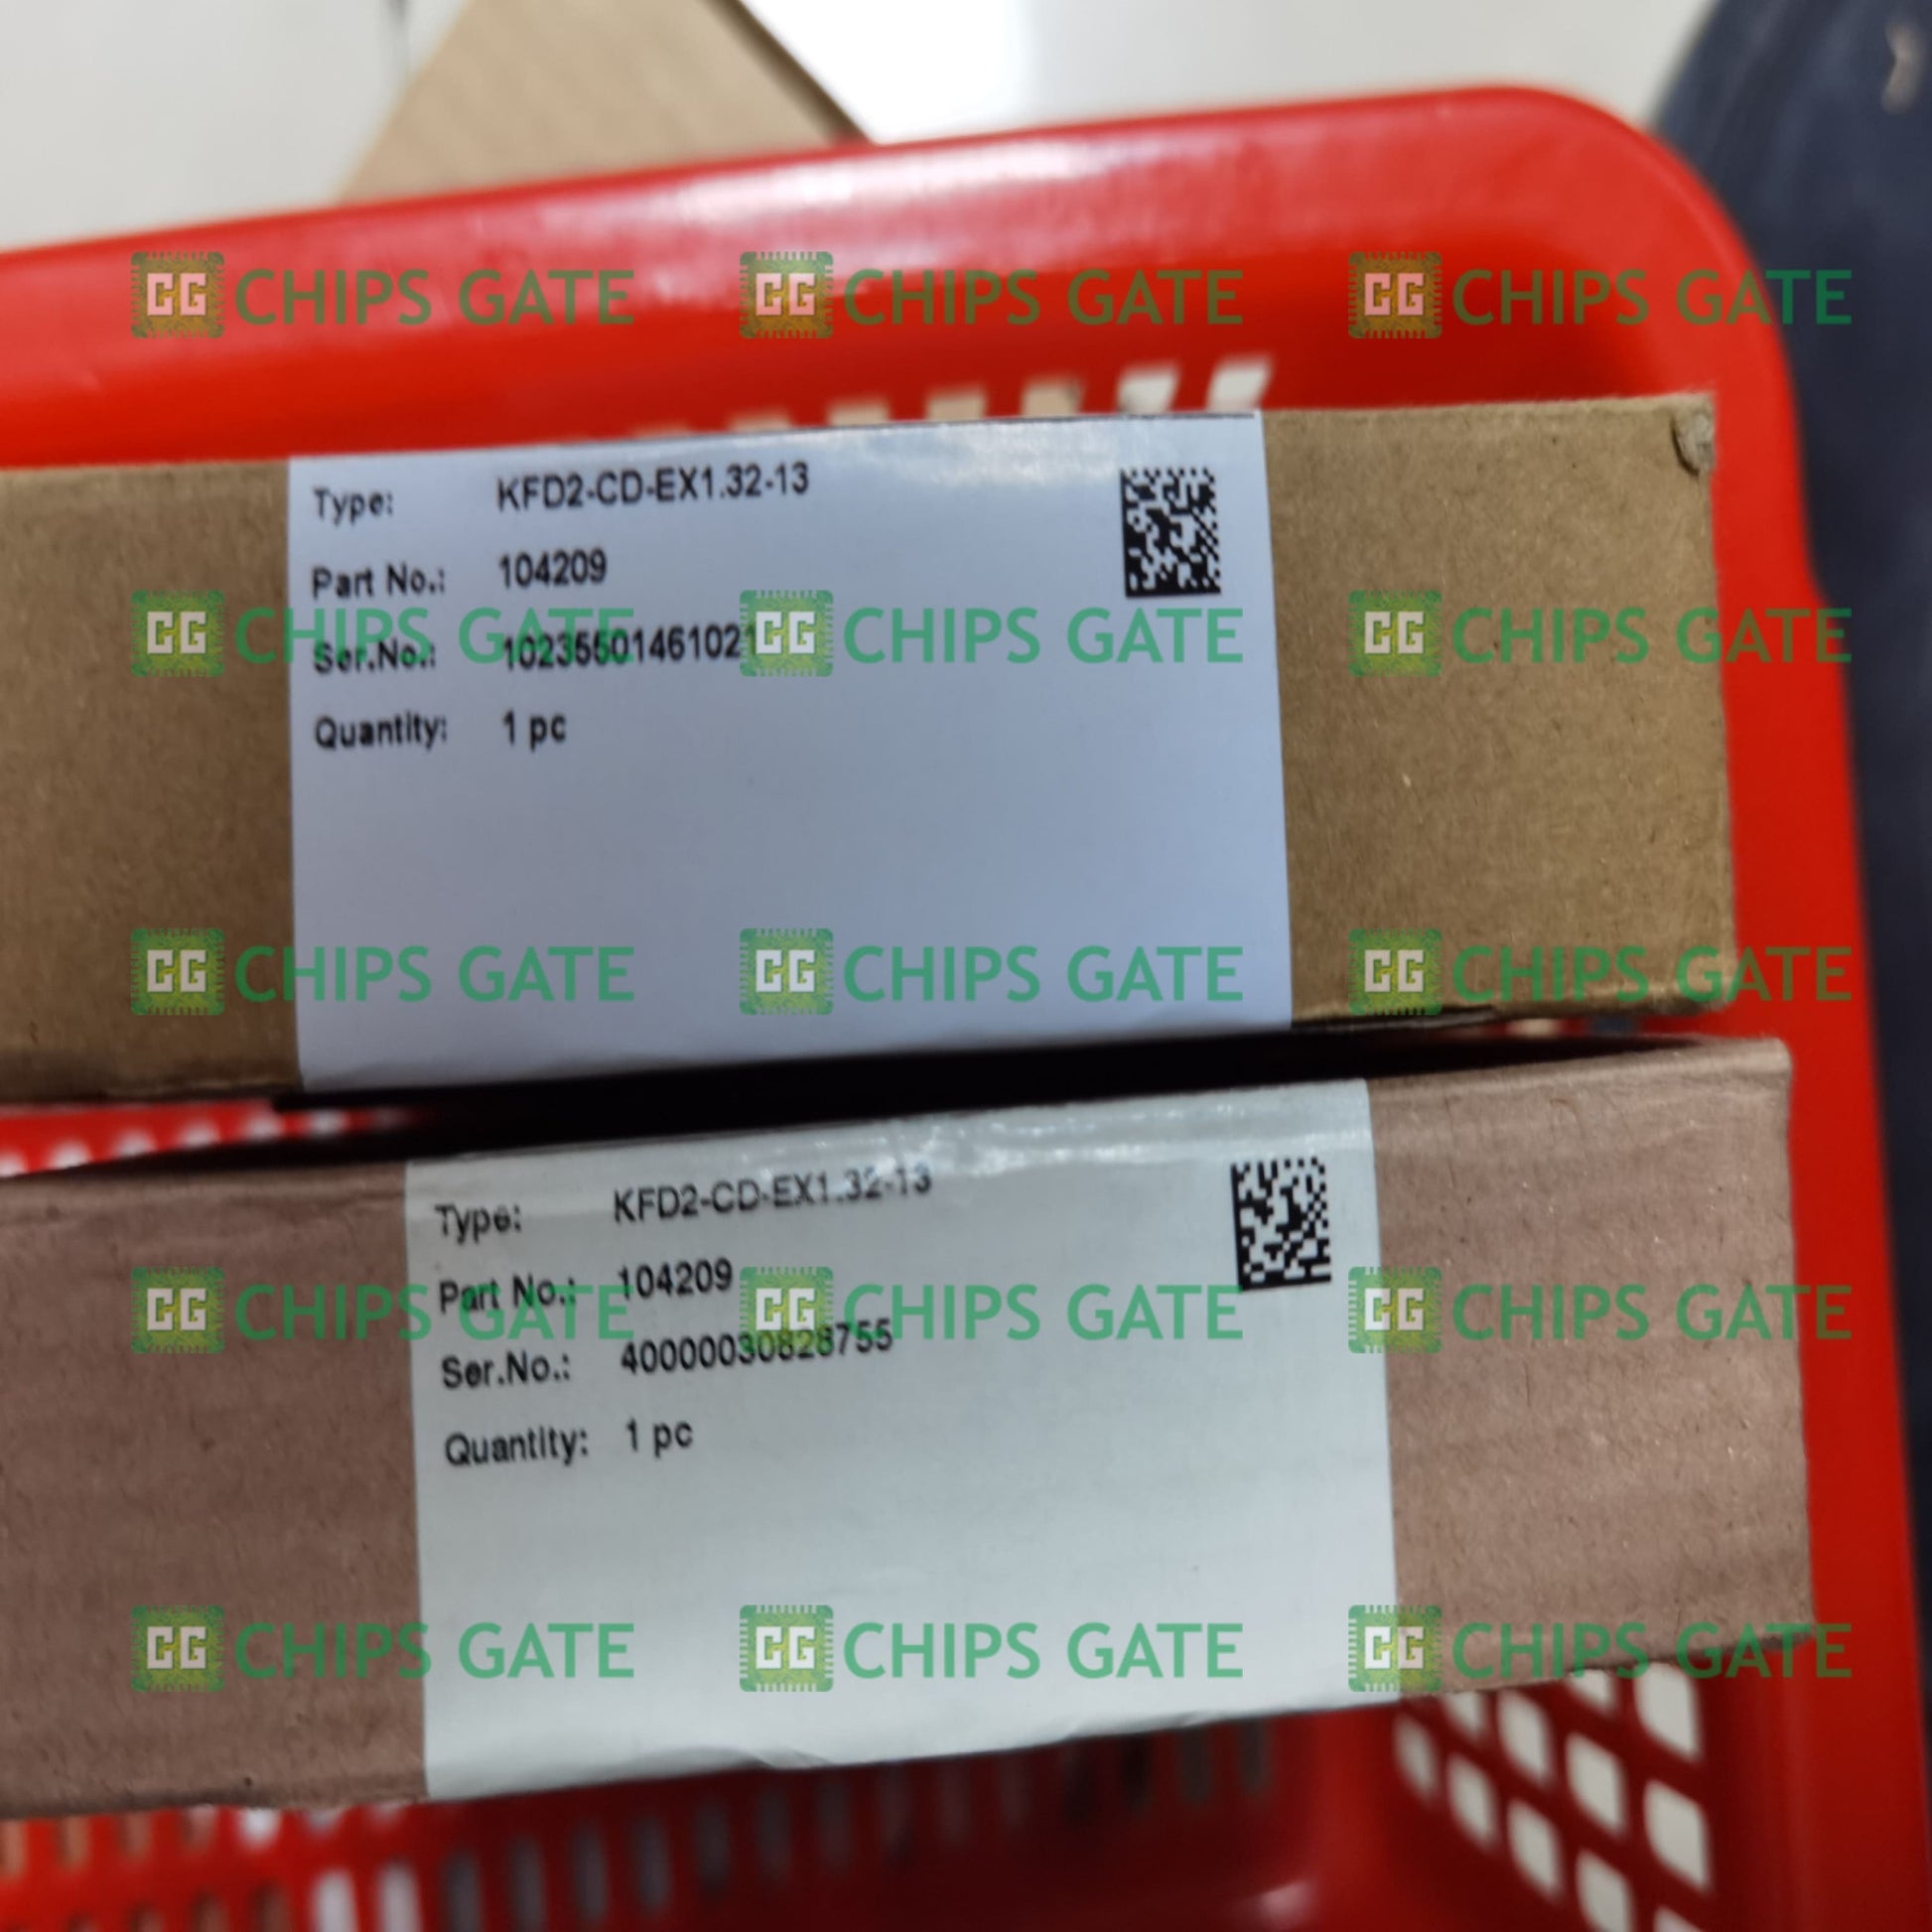 CG CHIPS GATE CG CHIPS GATE CG CHIPS GATE
Type: KFD2-CD-EX1.32-13
Part No.: 104209
CG CHIPS GATE CG CHIPS GATE CG CHIPS GATE
Ser.No.:
Quantity: 1 pc
CG CHIPS GATE CG CHIPS GATE CG CHIPS GATE
Type: KFD2-CD-EX1.32-13
Part No.: 104209
CG CHIPS GATE CG CHIPS GATE CG CHIPS GATE
Ser.No.: 40000030828755
Quantity: 1 pc
CG CHIPS GATE CG CHIPS GATE CG CHIPS GATE